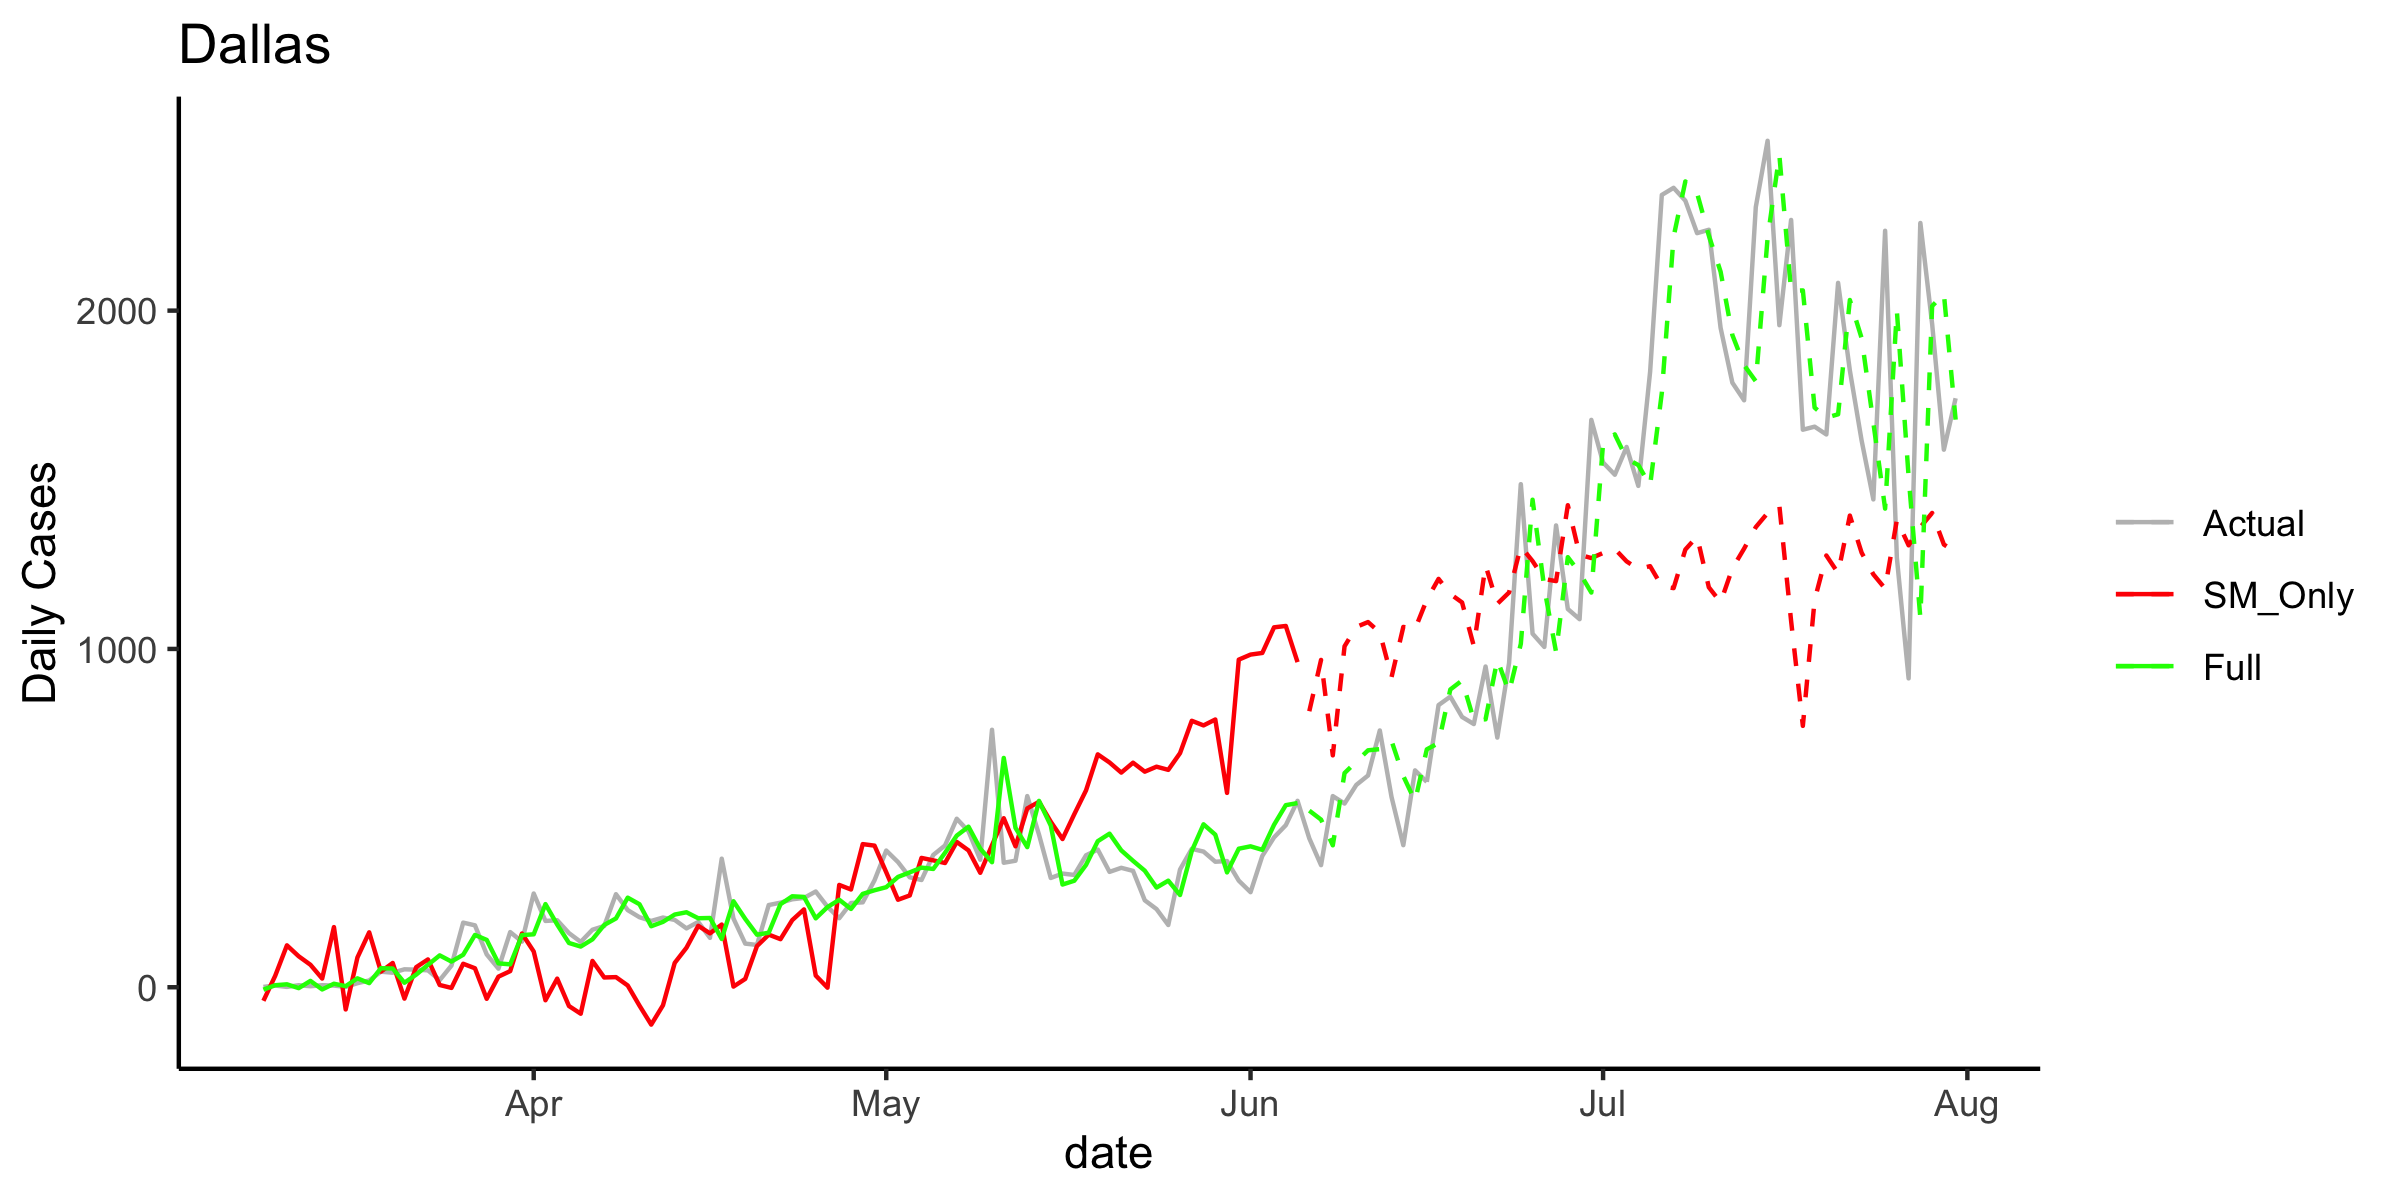 Dallas
Daily Cases
2000
1000
0
Apr May Jun Jul Aug
date
Actual
SM_Only
Full